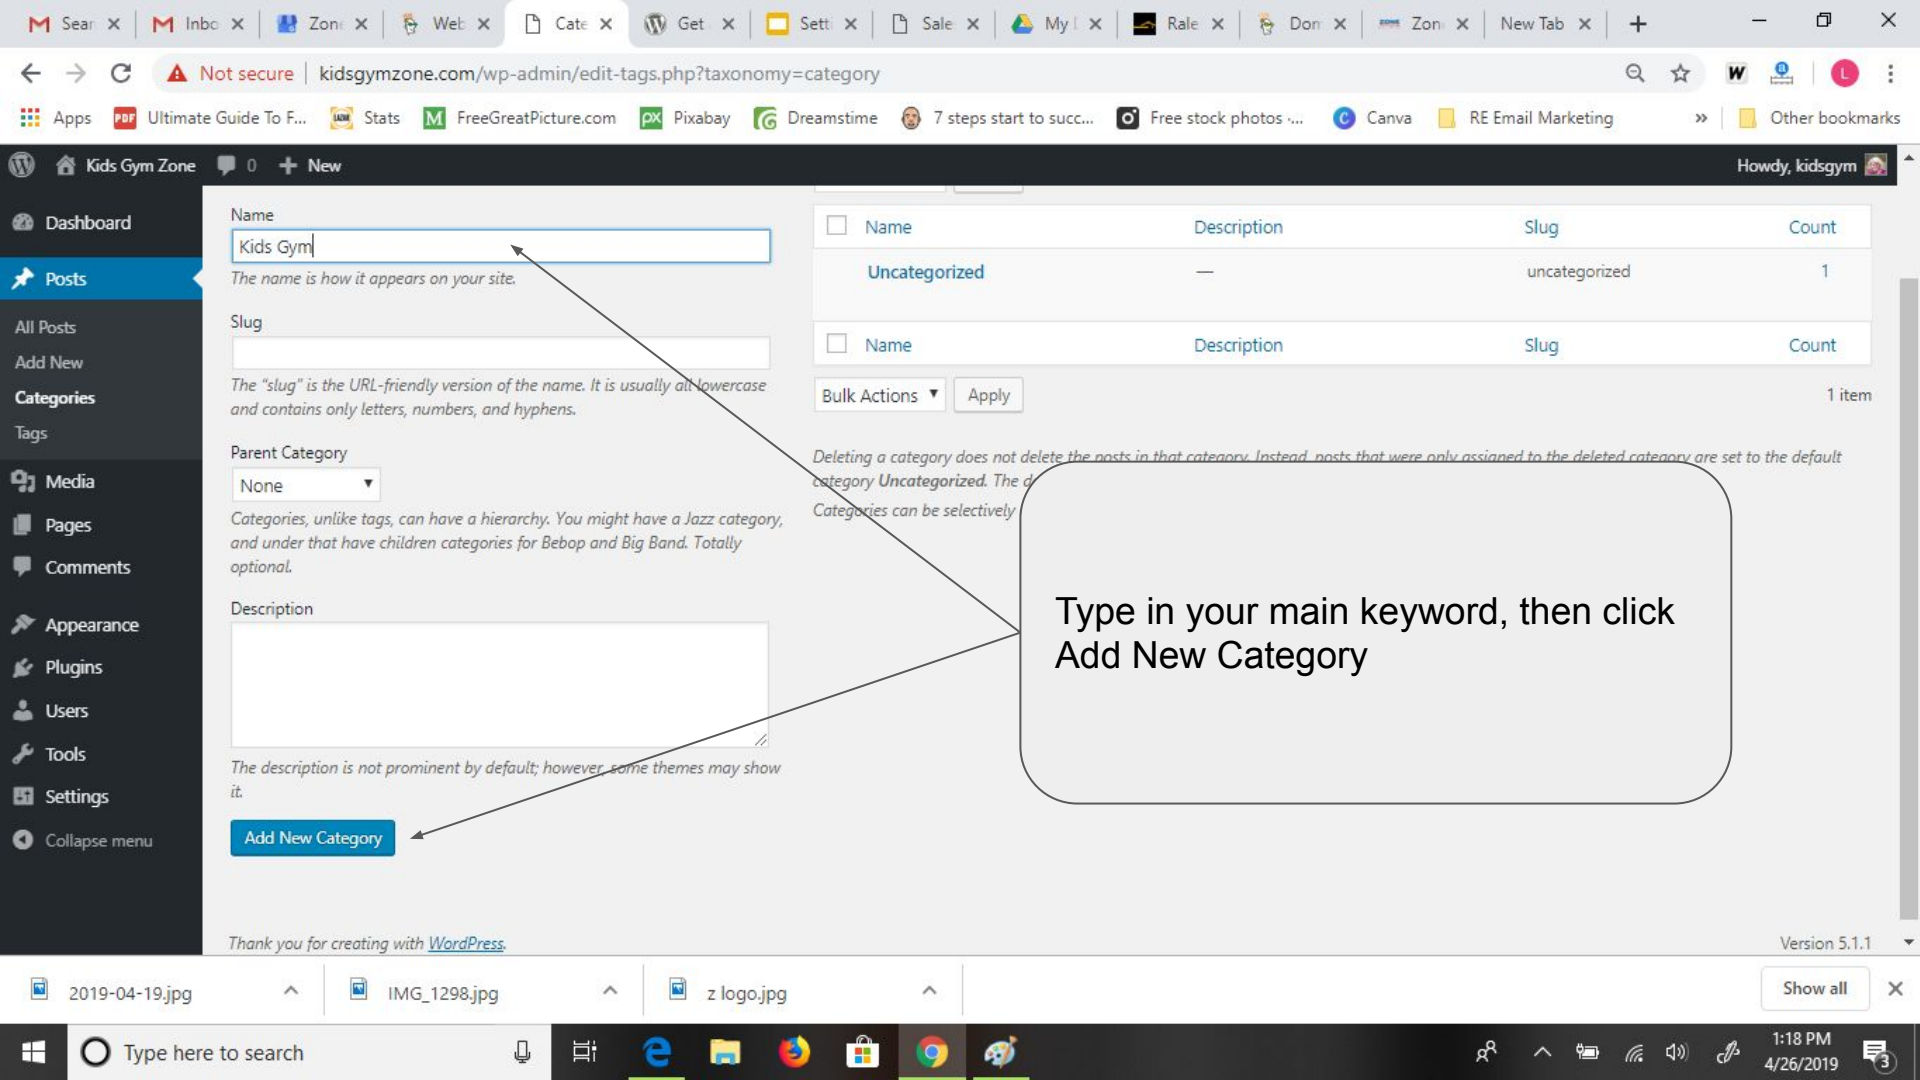 Sear
Inbo
Zon
Web
Cate
Get
Setti
Sale
My
Rale
Dom
Zon
New Tab
Not secure | kidsgymzone.com/wp-admin/edit-tags.php?taxonomy=category
Apps
Ultimate Guide To F...
Stats
FreeGreatPicture.com
Pixabay
Dreamstime
7 steps start to succ...
Free stock photos -...
Canva
RE Email Marketing
Other bookmarks
Kids Gym Zone
0
+ New
Howdy, kidsgym
Dashboard
Posts
All Posts
Add New
Categories
Tags
Media
Pages
Comments
Appearance
Plugins
Users
Tools
Settings
Collapse menu
Name
Kids Gym
The name is how it appears on your site.
Slug
The "slug" is the URL-friendly version of the name. It is usually all lowercase
and contains only letters, numbers, and hyphens.
Parent Category
None
Categories, unlike tags, can have a hierarchy. You might have a Jazz category,
and under that have children categories for Bebop and Big Band. Totally
optional.
Description
The description is not prominent by default; however, some themes may show
it.
Add New Category
Name Description Slug Count
Uncategorized — uncategorized 1
Name Description Slug Count
Bulk Actions
Apply
1 item
Deleting a category does not delete the posts in that category. Instead, posts that were only assigned to the deleted category are set to the default
category Uncategorized. The d
Categories can be selectively
Type in your main keyword, then click
Add New Category
Thank you for creating with WordPress.
Version 5.1.1
2019-04-19.jpg
IMG_1298.jpg
z logo.jpg
Show all
Type here to search
1:18 PM
4/26/2019
3